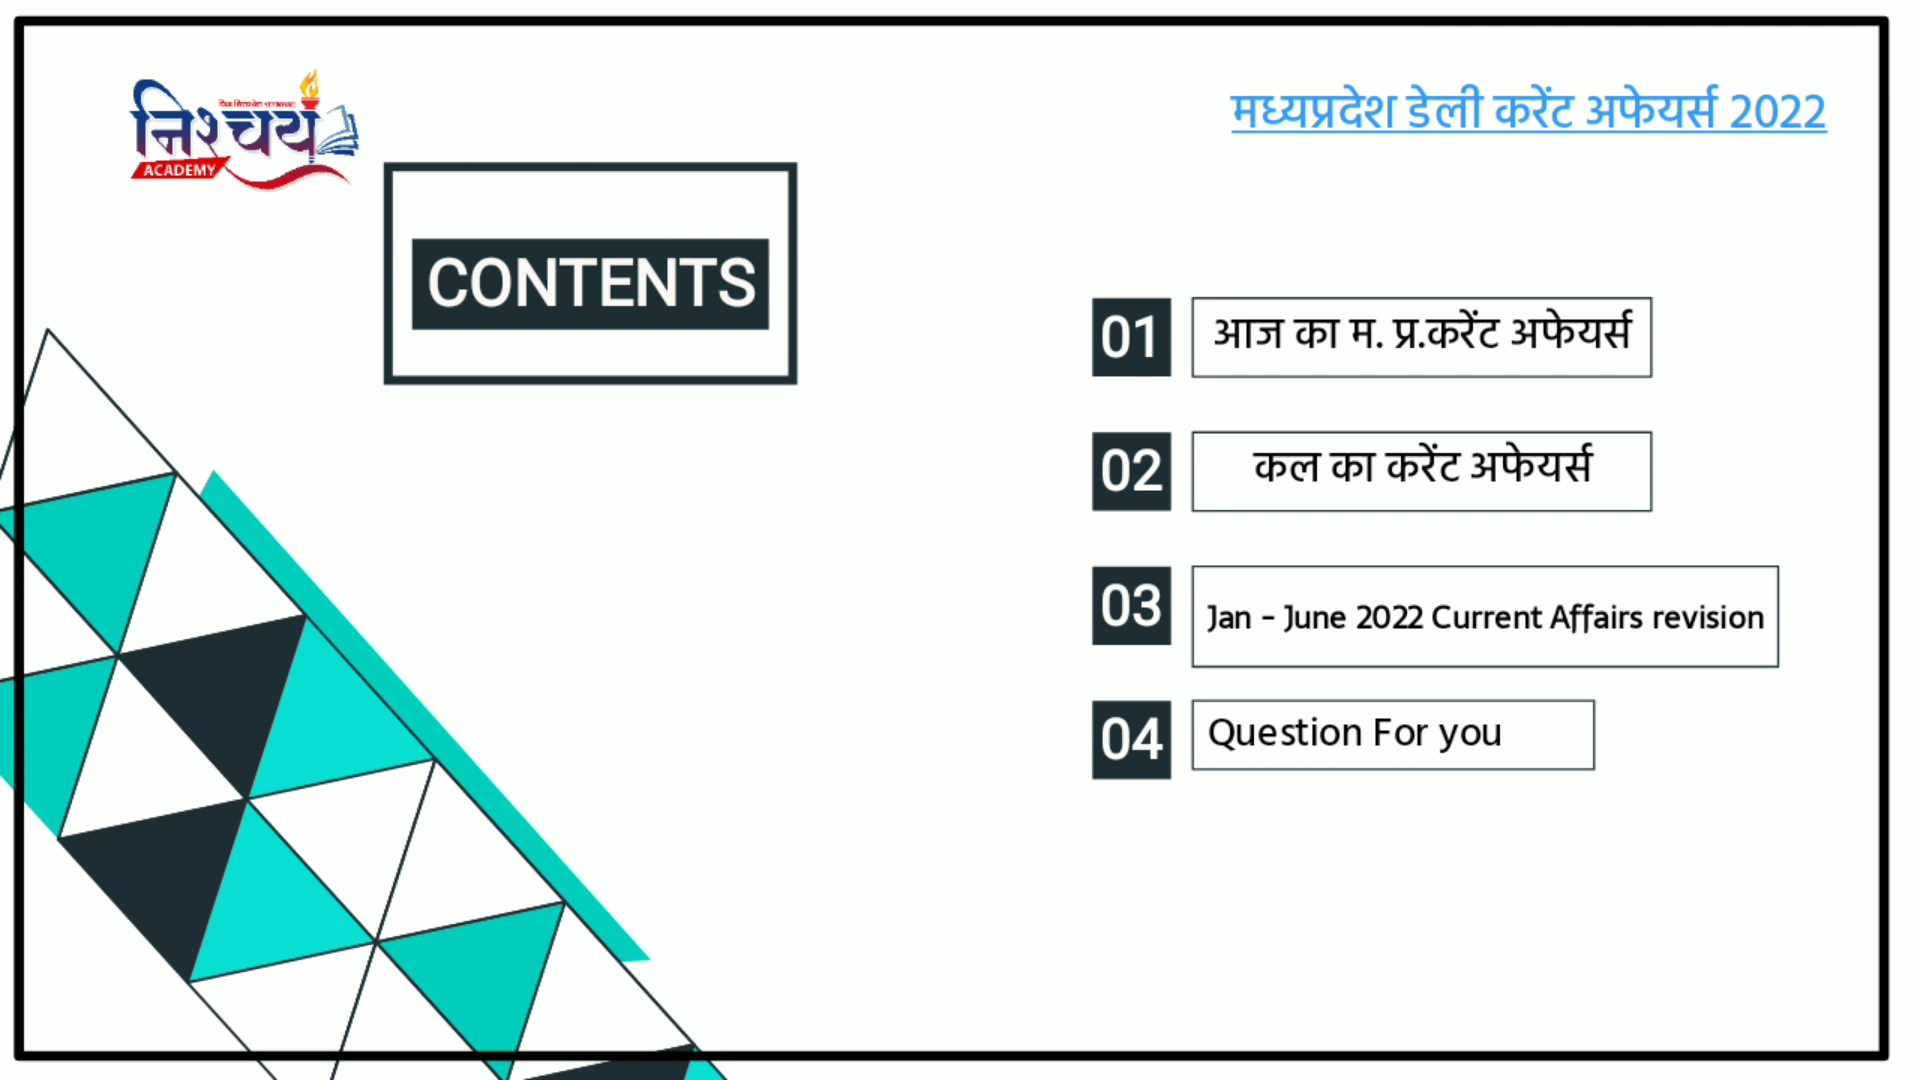 निश्चय
ACADEMY
मध्यप्रदेश डेली करेंट अफेयर्स 2022
CONTENTS
01 आज का म. प्र.करेंट अफेयर्स
02 कल का करेंट अफेयर्स
03 Jan - June 2022 Current Affairs revision
04 Question For you